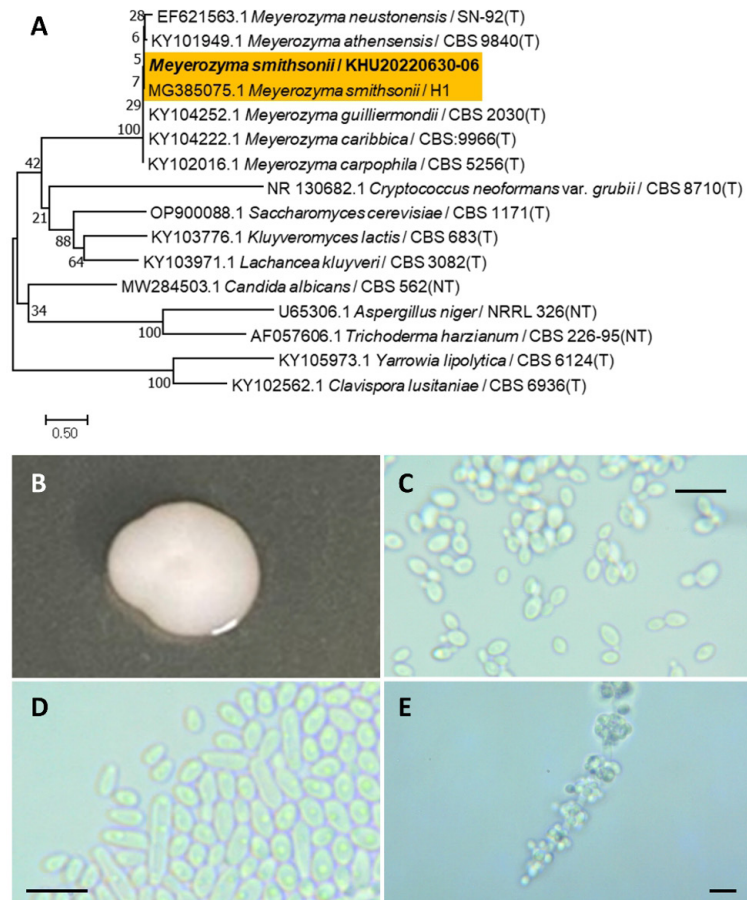 A
28 EF621563.1 Meyerozyma neustonensis / SN-92(T)
6 KY101949.1 Meyerozyma athensensis / CBS 9840(T)
5 Meyerozyma smithsonii / KHU20220630-06
7 MG385075.1 Meyerozyma smithsonii / H1
29 KY104252.1 Meyerozyma guilliermondii / CBS 2030(T)
100 KY104222.1 Meyerozyma caribbica / CBS:9966(T)
KY102016.1 Meyerozyma carpophila / CBS 5256(T)
42
NR 130682.1 Cryptococcus neoformans var. grubii / CBS 8710(T)
21 OP900088.1 Saccharomyces cerevisiae / CBS 1171(T)
88 KY103776.1 Kluyveromyces lactis / CBS 683(T)
64 KY103971.1 Lachancea kluyveri / CBS 3082(T)
MW284503.1 Candida albicans / CBS 562(NT)
34 U65306.1 Aspergillus niger / NRRL 326(NT)
100 AF057606.1 Trichoderma harzianum / CBS 226-95(NT)
KY105973.1 Yarrowia lipolytica / CBS 6124(T)
100 KY102562.1 Clavispora lusitaniae / CBS 6936(T)
0.50
B
C
D
E